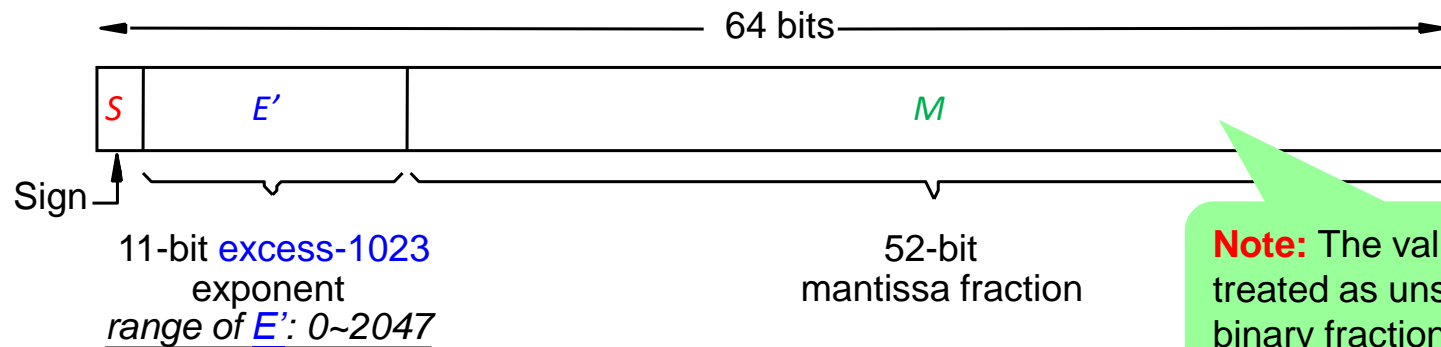 64 bits
S E’ M
Sign
11-bit excess-1023
exponent
range of E’: 0~2047
52-bit
mantissa fraction
Note: The val
treated as uns
binary fraction